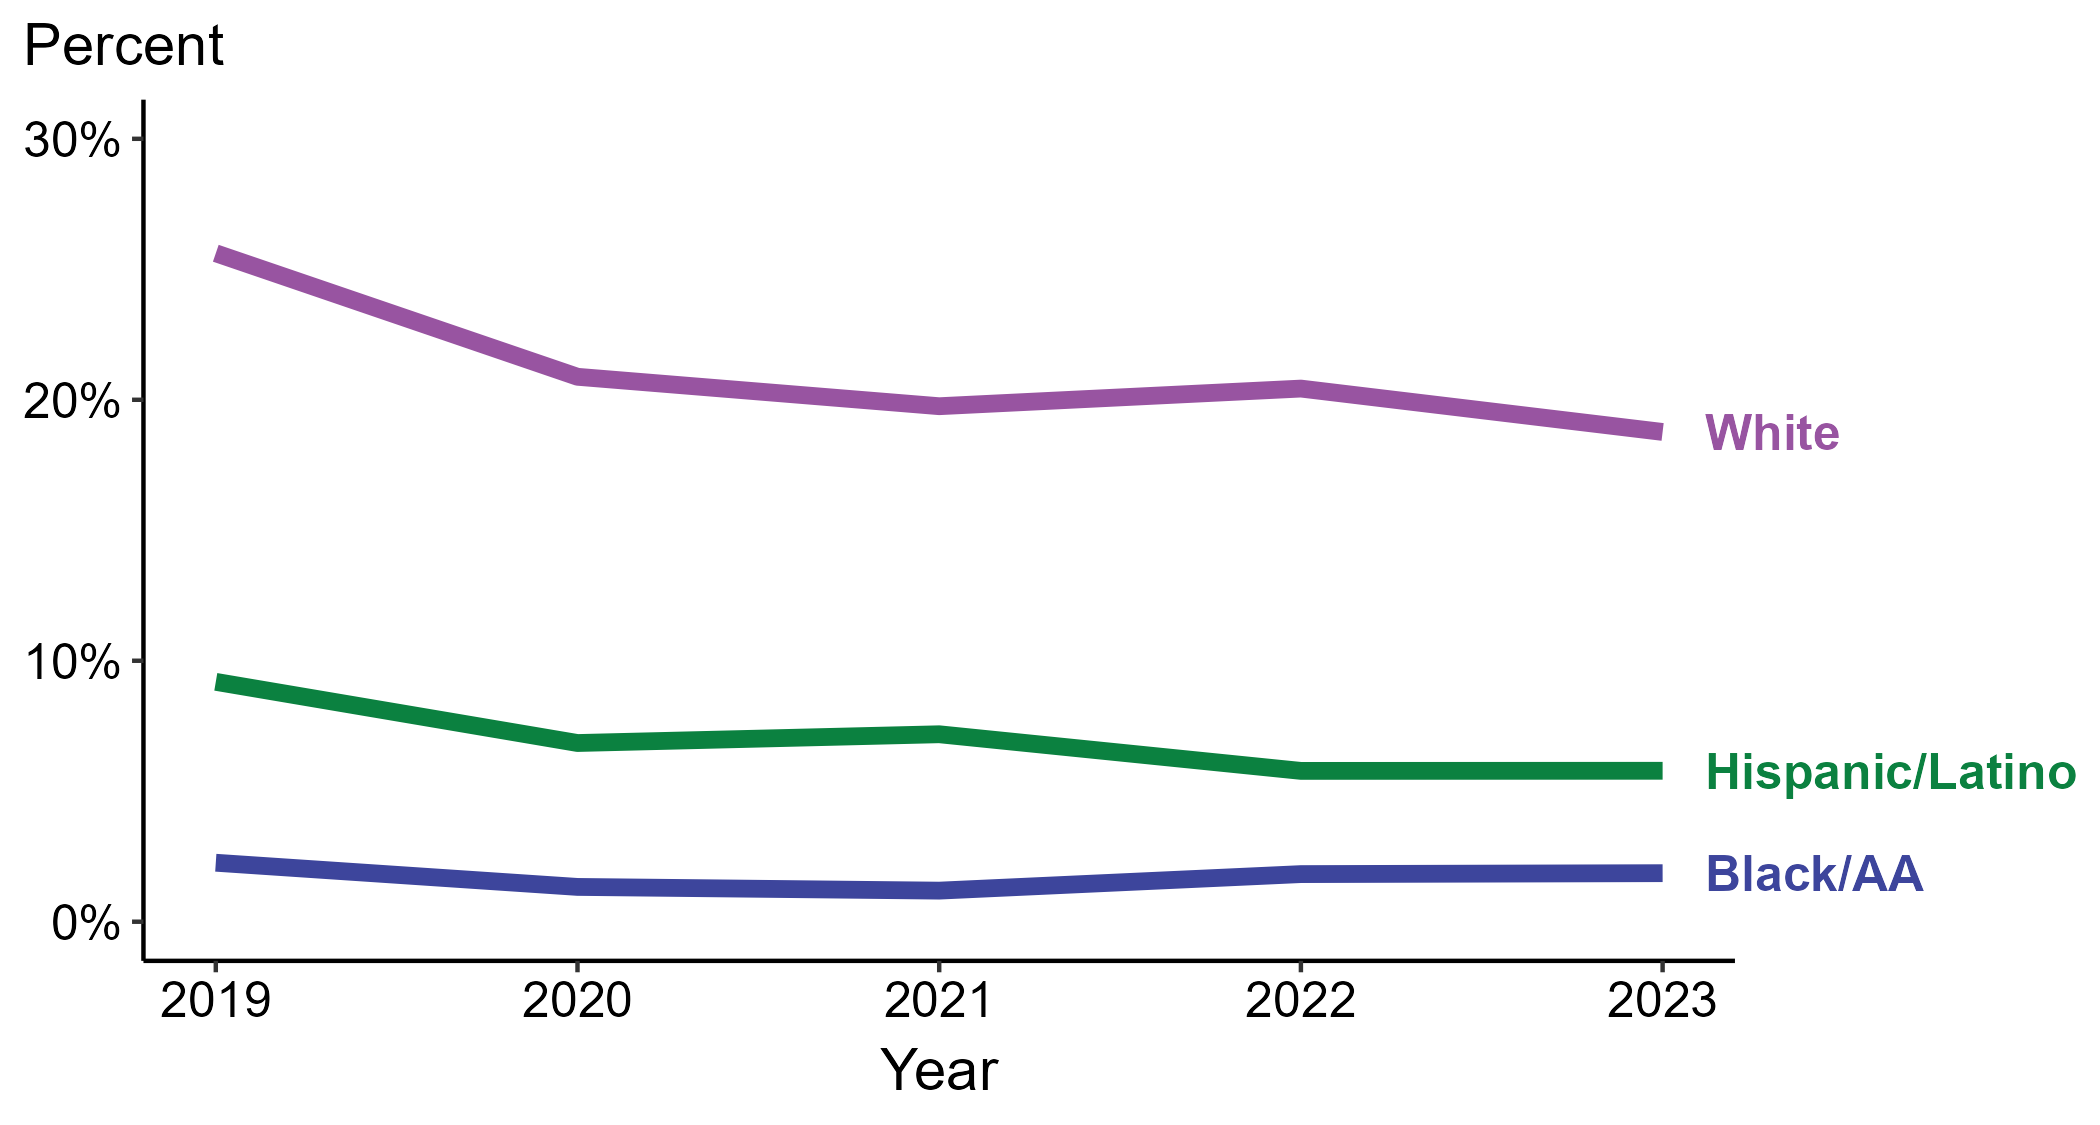 Percent
30%
20%
10%
0%
White
Hispanic/Latino
Black/AA
2019 2020 2021 2022 2023
Year